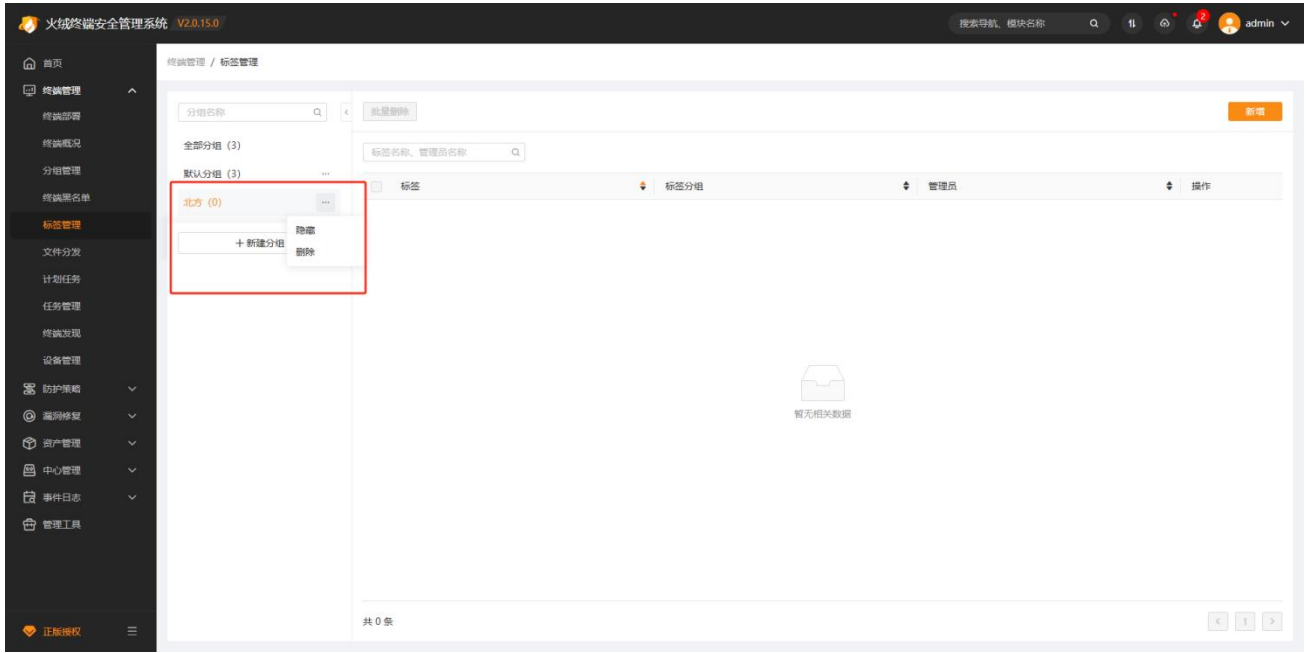 火绒终端安全管理系统 V2.0.15.0 搜索导航、模块名称 2 admin
首页
终端管理
终端部署
终端概况
分组管理
终端黑名单
标签管理
文件分发
计划任务
任务管理
终端发现
设备管理
防护策略
漏洞修复
资产管理
中心管理
事件日志
管理工具
正版授权
终端管理 / 标签管理
分组名称
全部分组 (3)
默认分组 (3) ...
北方 (0) ...
隐藏
删除
+ 新建分组
批量删除 新增
标签名称、管理员名称
标签 标签分组 管理员 操作
暂无相关数据
共 0 条 < 1 >